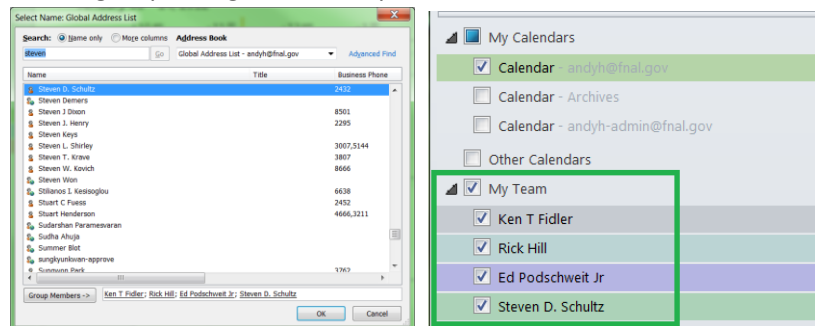 Select Name: Global Address List
Search: Name only More columns Address Book
steven Go Global Address List - andyh@fnal.gov Advanced Find
Name Title Business Phone
Steven D. Schultz 2432
Steven Demers
Steven J Dixon 8501
Steven J. Henry 2295
Steven Keys
Steven L. Shirley 3007,5144
Steven T. Krave 3807
Steven W. Kovich 8666
Steven Won
Stilianos I. Kesisoglou 6638
Stuart C Fuess 2452
Stuart Henderson 4666,3211
Sudarshan Paramesvaran
Sudha Ahuja
Summer Blot
sungkyunkwan-approve
Sungwon Park 3762
Group Members -> Ken T Fidler; Rick Hill; Ed Podschweit Jr; Steven D. Schultz
OK Cancel
My Calendars
Calendar - andyh@fnal.gov
Calendar - Archives
Calendar - andyh-admin@fnal.gov
Other Calendars
My Team
Ken T Fidler
Rick Hill
Ed Podschweit Jr
Steven D. Schultz